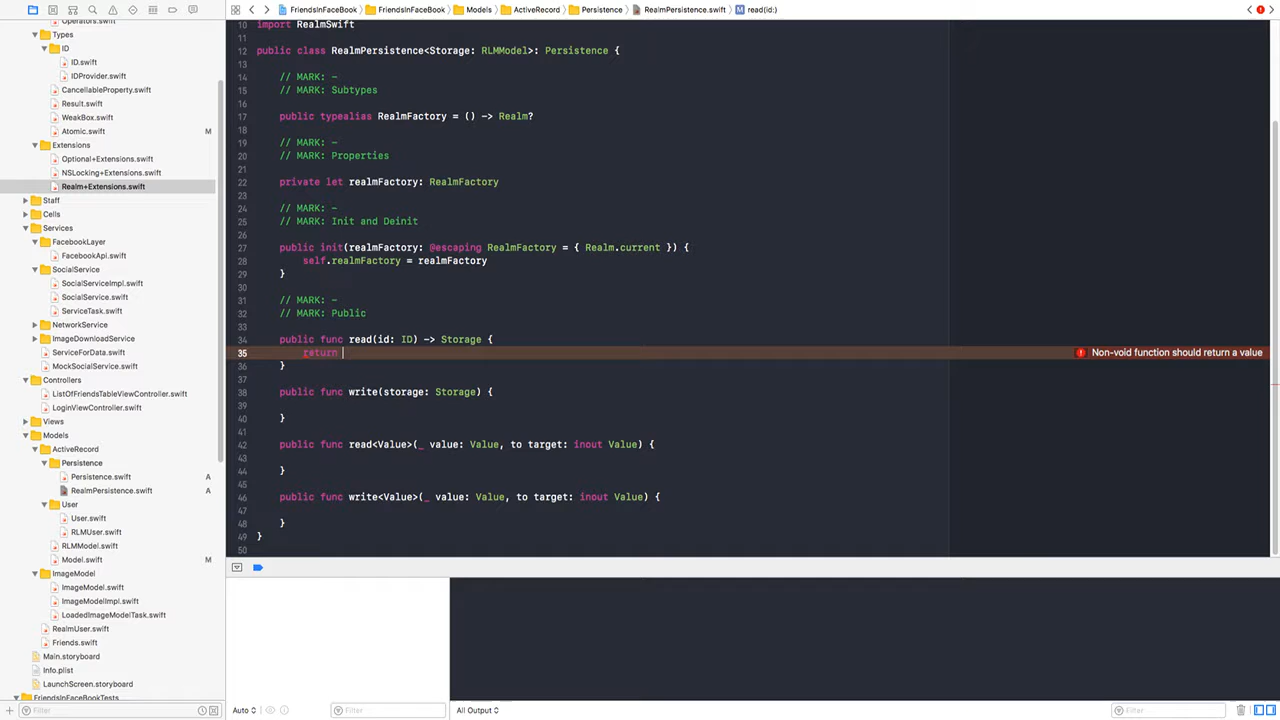 FriendsInFaceBook FriendsInFaceBook Models ActiveRecord Persistence RealmPersistence.swift read(id:)
Operators.swift
Types
ID
ID.swift
IDProvider.swift
CancellableProperty.swift
Result.swift
WeakBox.swift
Atomic.swift M
Extensions
Optional+Extensions.swift
NSLocking+Extensions.swift
Realm+Extensions.swift
Staff
Cells
Services
FacebookLayer
FacebookApi.swift
SocialService
SocialServiceImpl.swift
SocialService.swift
ServiceTask.swift
NetworkService
ImageDownloadService
ServiceForData.swift
MockSocialService.swift
Controllers
ListOfFriendsTableViewController.swift
LoginViewController.swift
Views
Models
ActiveRecord
Persistence
Persistence.swift A
RealmPersistence.swift A
User
User.swift
RLMUser.swift
RLMModel.swift
Model.swift M
ImageModel
ImageModel.swift
ImageModelImpl.swift
LoadedImageModelTask.swift
RealmUser.swift
Friends.swift
Main.storyboard
Info.plist
LaunchScreen.storyboard
FriendsInFaceBookTests
Filter
10 import RealmSwift
11
12 public class RealmPersistence<Storage: RLMModel>: Persistence {
13
14 // MARK: -
15 // MARK: Subtypes
16
17 public typealias RealmFactory = () -> Realm?
18
19 // MARK: -
20 // MARK: Properties
21
22 private let realmFactory: RealmFactory
23
24 // MARK: -
25 // MARK: Init and Deinit
26
27 public init(realmFactory: @escaping RealmFactory = { Realm.current }) {
28 self.realmFactory = realmFactory
29 }
30
31 // MARK: -
32 // MARK: Public
33
34 public func read(id: ID) -> Storage {
35 return Non-void function should return a value
36 }
37
38 public func write(storage: Storage) {
39
40 }
41
42 public func read<Value>(_ value: Value, to target: inout Value) {
43
44 }
45
46 public func write<Value>(_ value: Value, to target: inout Value) {
47
48 }
49 }
50
Auto Filter All Output Filter